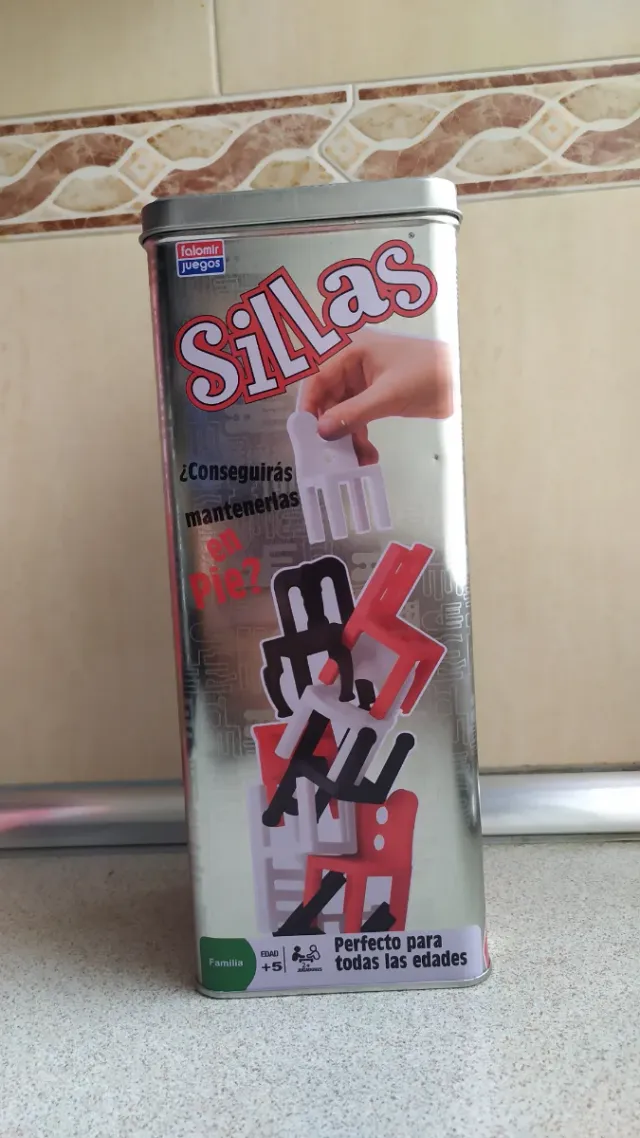 falomir
juegos
Sillas
¿Conseguirás
mantenerlas
en
Pie?
Familia
EDAD
+5
Perfecto para
todas las edades